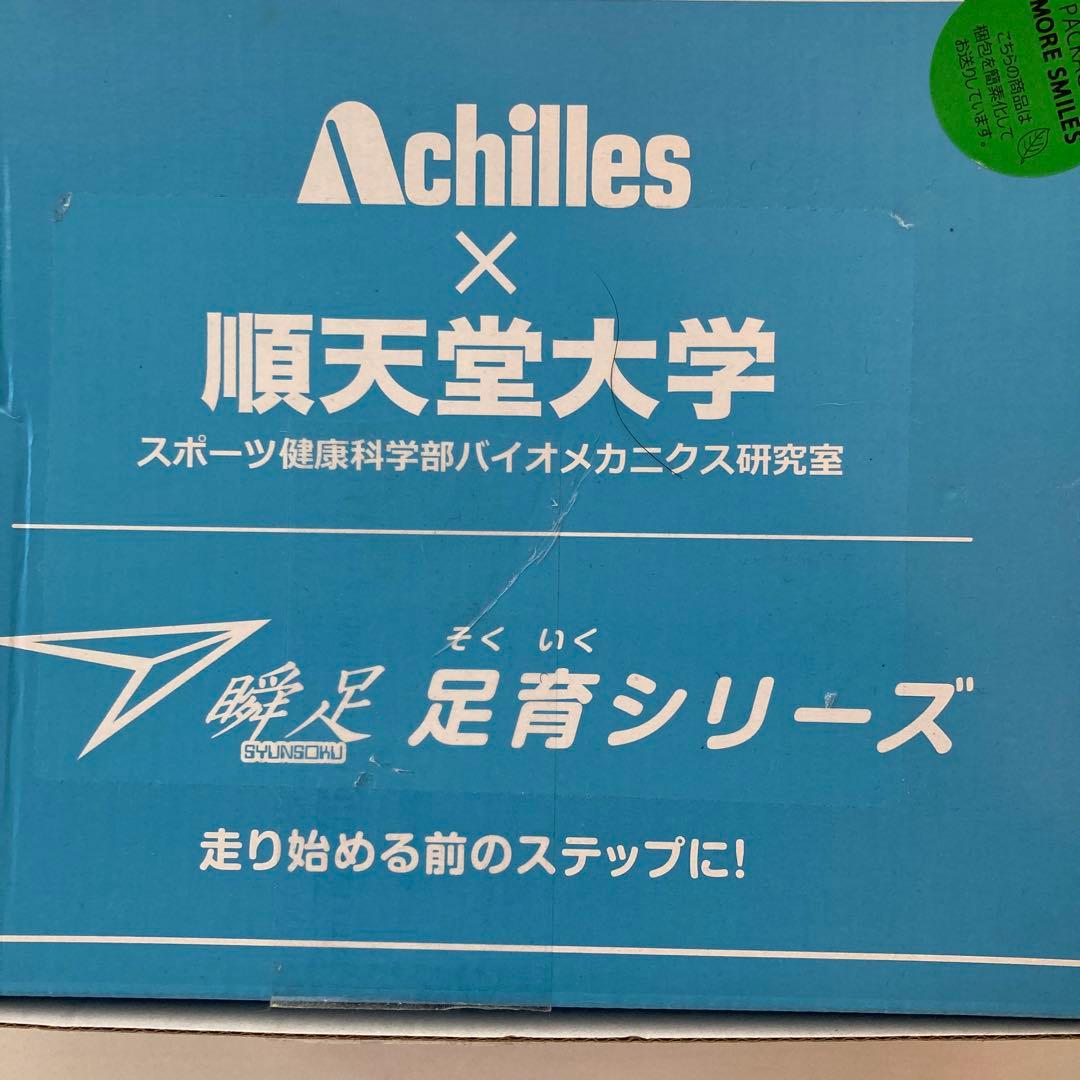 PACKA
MORE SMILES
こちらの商品は
梱包を簡素化して
お送りしています。
Achilles
×
順天堂大学
スポーツ健康科学部バイオメカニクス研究室
そく いく
瞬足 足育シリーズ
SYUNSOKU
走り始める前のステップに!